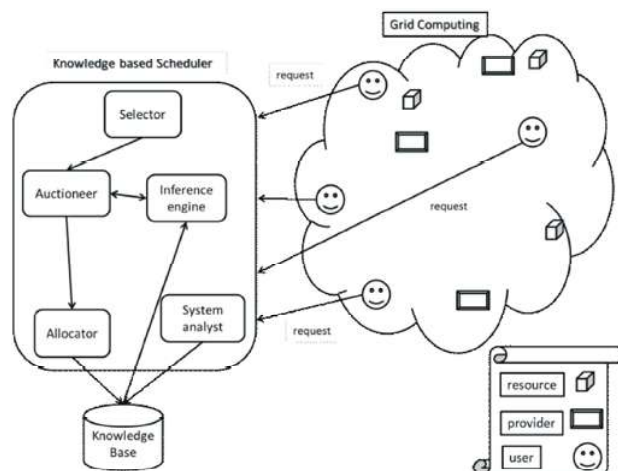 Grid Computing
Knowledge based Scheduler
request
Selector
Auctioneer
Inference
engine
request
Allocator
System
analyst
request
Knowledge
Base
resource
provider
user